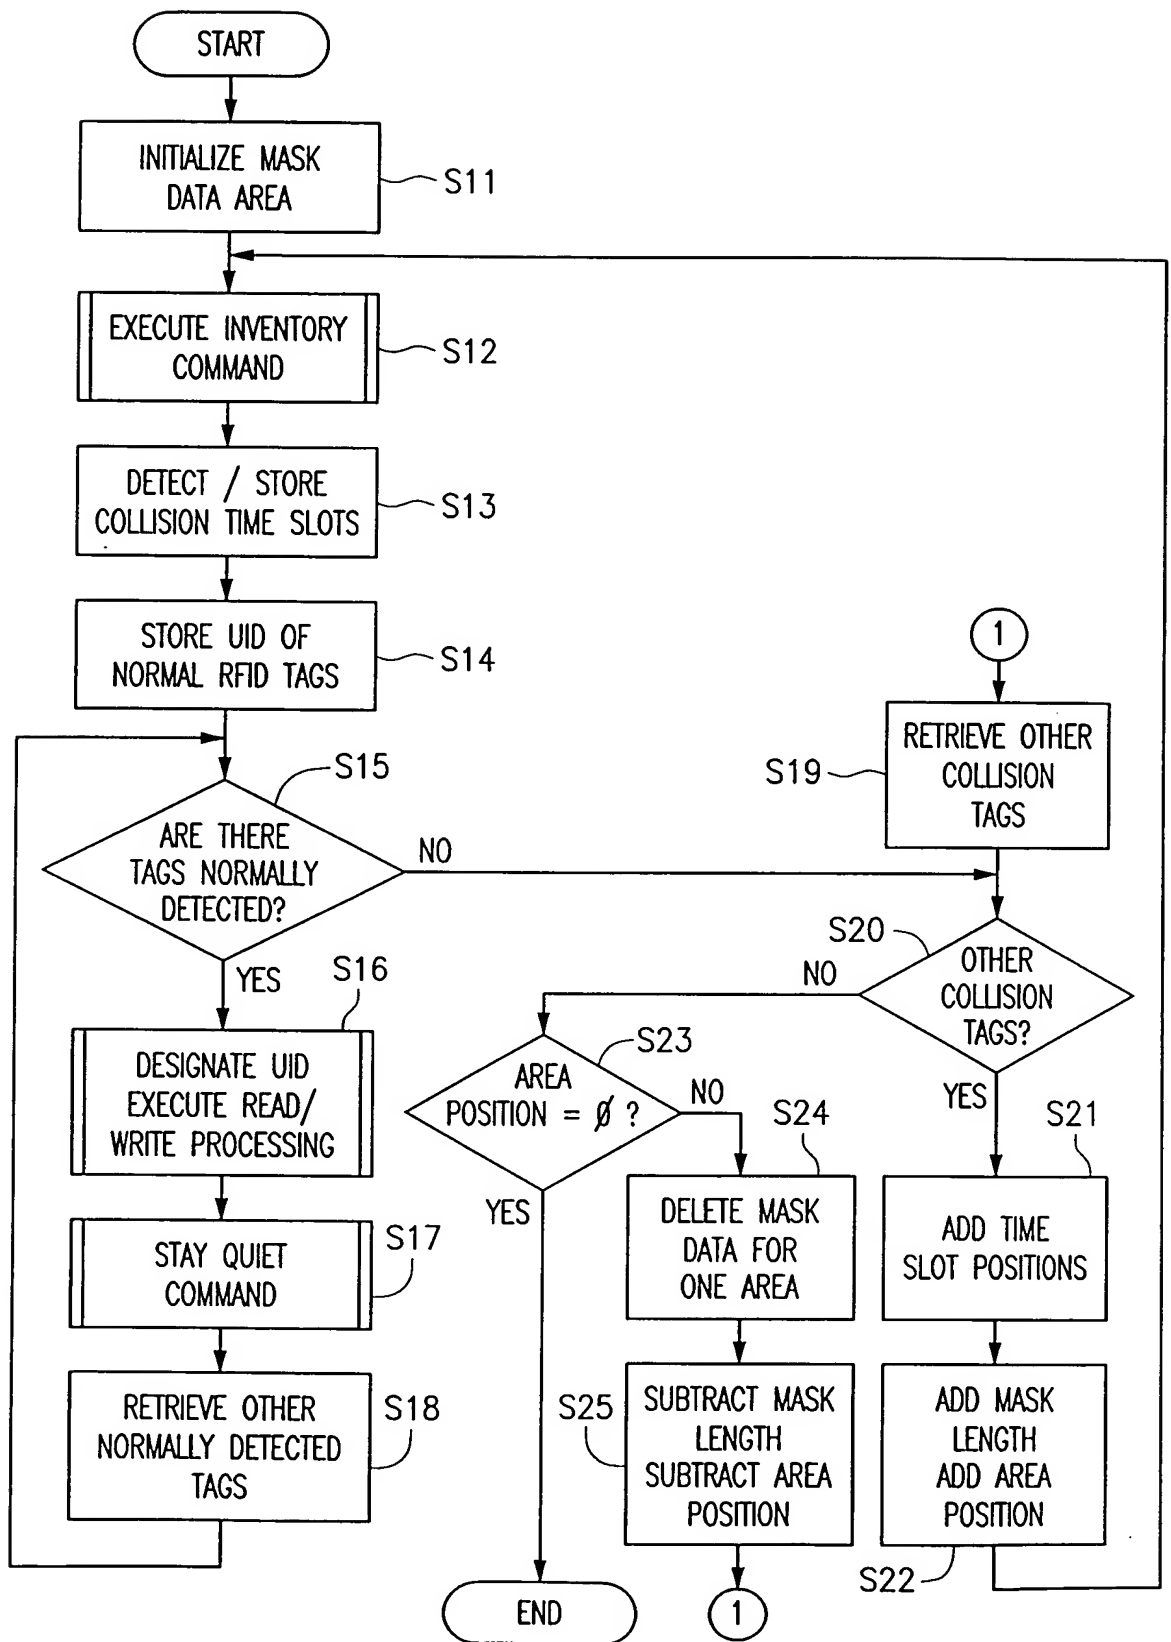 START
INITIALIZE MASK
DATA AREA
S11
EXECUTE INVENTORY
COMMAND
S12
DETECT / STORE
COLLISION TIME SLOTS
S13
STORE UID OF
NORMAL RFID TAGS
S14
S15
ARE THERE
TAGS NORMALLY
DETECTED?
NO
YES
S16
DESIGNATE UID
EXECUTE READ/
WRITE PROCESSING
STAY QUIET
COMMAND
S17
RETRIEVE OTHER
NORMALLY DETECTED
TAGS
S18
1
RETRIEVE OTHER
COLLISION
TAGS
S19
S20
OTHER
COLLISION
TAGS?
NO
YES
S23
AREA
POSITION = Ø ?
NO
YES
S24
DELETE MASK
DATA FOR
ONE AREA
S21
ADD TIME
SLOT POSITIONS
S25
SUBTRACT MASK
LENGTH
SUBTRACT AREA
POSITION
ADD MASK
LENGTH
ADD AREA
POSITION
S22
END
1